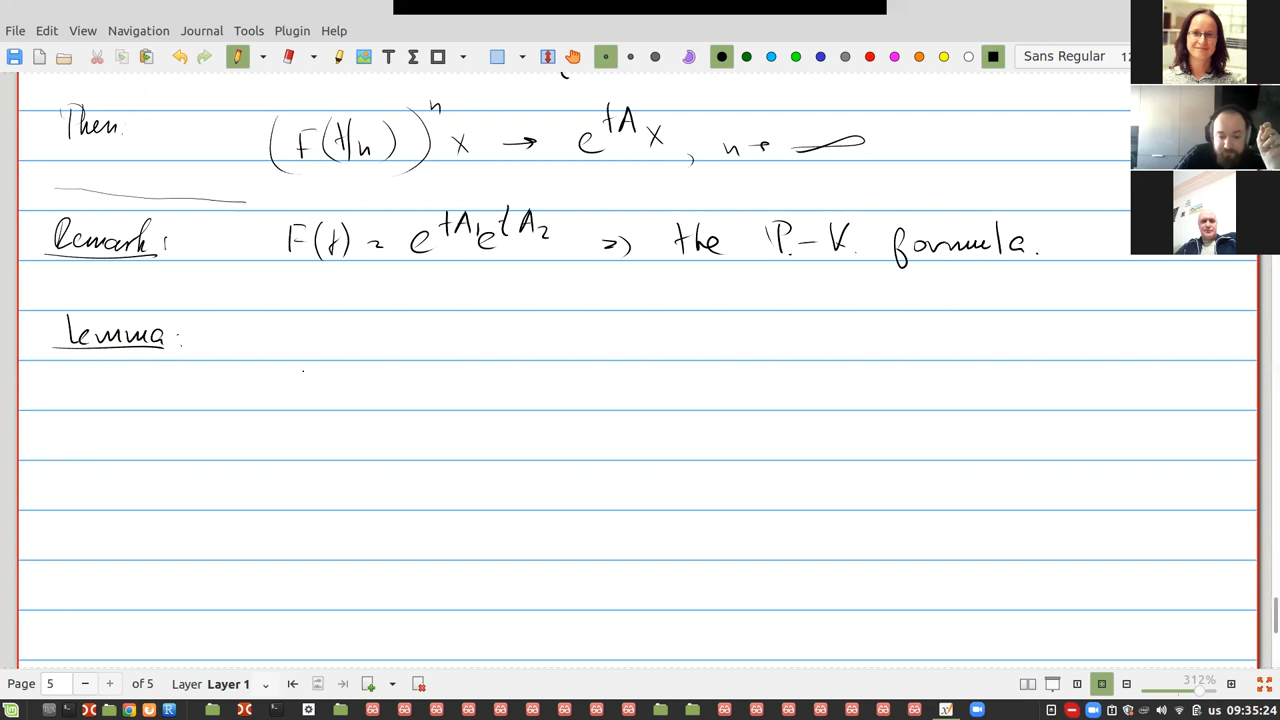 File Edit View Navigation Journal Tools Plugin Help
Sans Regular 12
Then: (F(t/n))^n x → e^{tA} x, n → ∞
Remark: F(t) = e^{tA_1} e^{tA_2} ⇒ the P.-K. formula.
Lemma:
Page 5 of 5 Layer Layer 1 312%
us 09:35:24